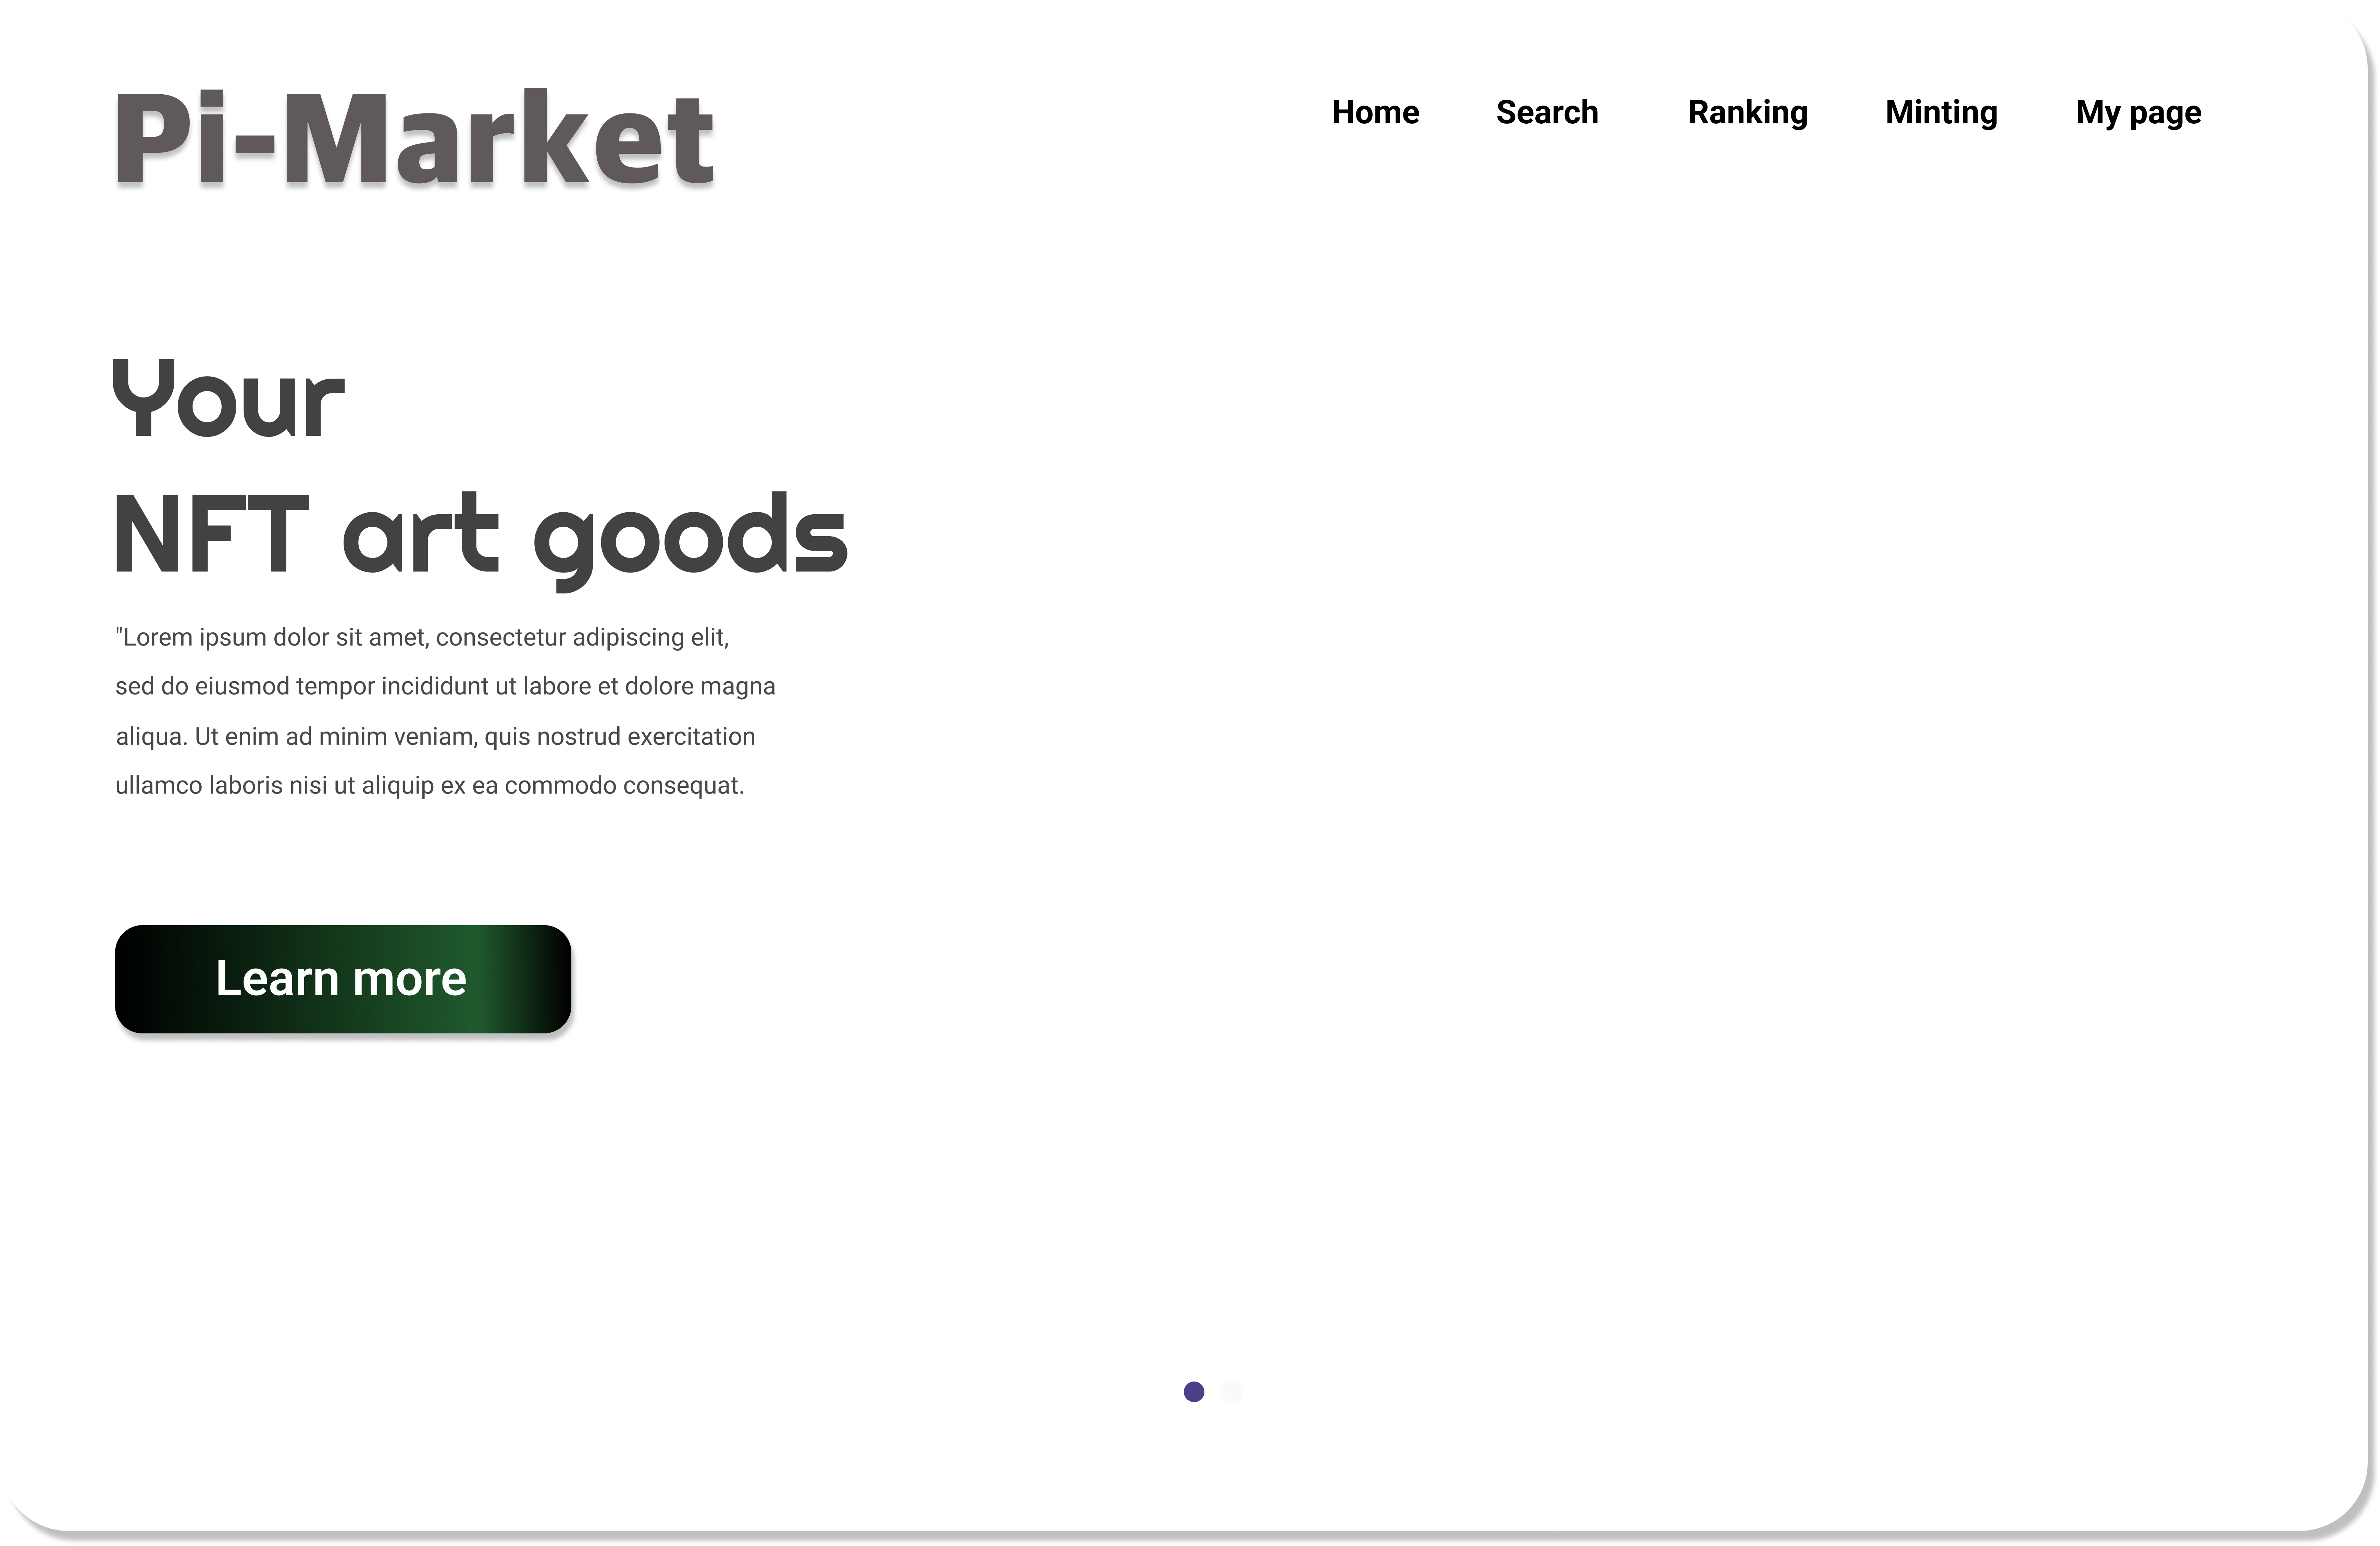 Pi-Market
Home Search Ranking Minting My page
Your
NFT art goods
"Lorem ipsum dolor sit amet, consectetur adipiscing elit,
sed do eiusmod tempor incididunt ut labore et dolore magna
aliqua. Ut enim ad minim veniam, quis nostrud exercitation
ullamco laboris nisi ut aliquip ex ea commodo consequat.
Learn more